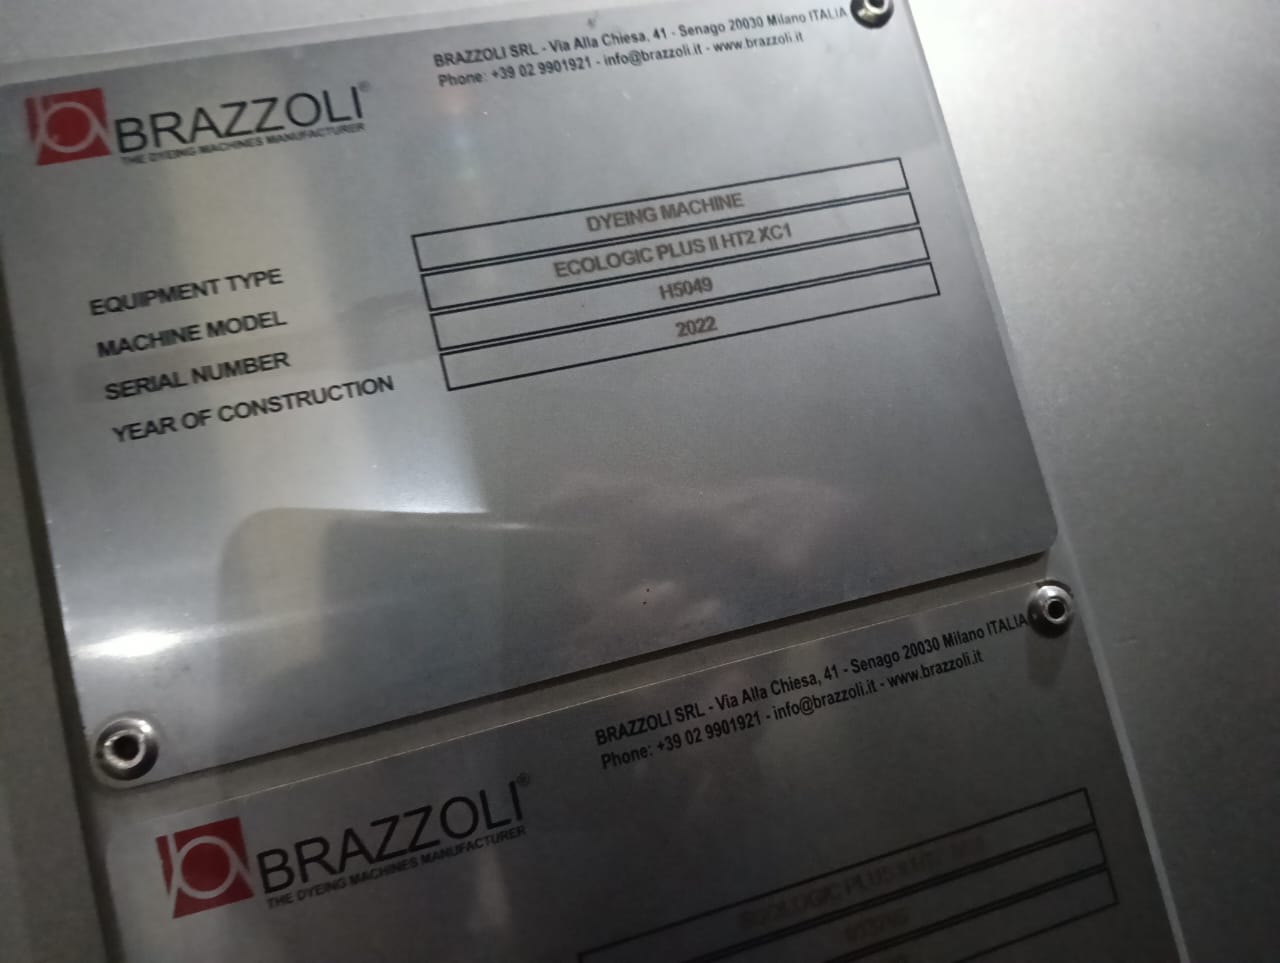 BRAZZOLI SRL - Via Alla Chiesa, 41 - Senago 20030 Milano ITALIA
Phone: +39 02 9901921 - info@brazzoli.it - www.brazzoli.it
BRAZZOLI®
THE DYEING MACHINES MANUFACTURER
EQUIPMENT TYPE DYEING MACHINE
MACHINE MODEL ECOLOGIC PLUS II HT2 XC1
SERIAL NUMBER H5049
YEAR OF CONSTRUCTION 2022
BRAZZOLI SRL - Via Alla Chiesa, 41 - Senago 20030 Milano ITALIA
Phone: +39 02 9901921 - info@brazzoli.it - www.brazzoli.it
BRAZZOLI®
THE DYEING MACHINES MANUFACTURER
ECOLOGIC PLUS II